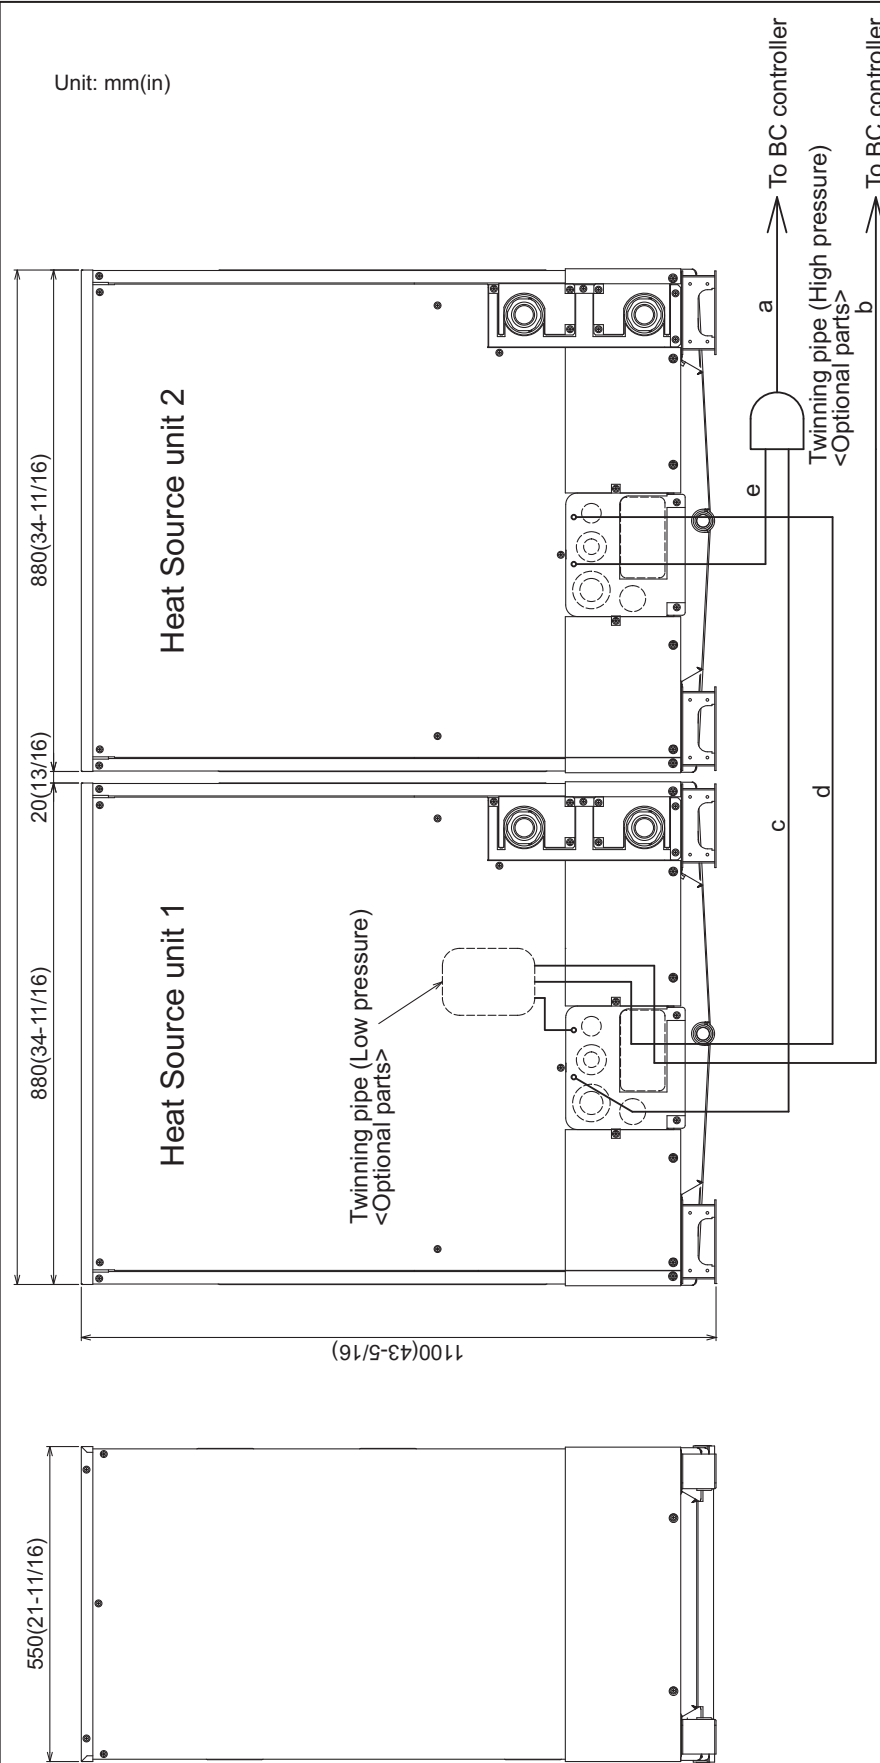 Unit: mm(in)
880(34-11/16)
20(13/16)
880(34-11/16)
550(21-11/16)
1100(43-5/16)
Heat Source unit 2
Heat Source unit 1
Twinning pipe (Low pressure)
<Optional parts>
To BC controller
a
Twinning pipe (High pressure)
<Optional parts>
b
To BC controller
e
c
d